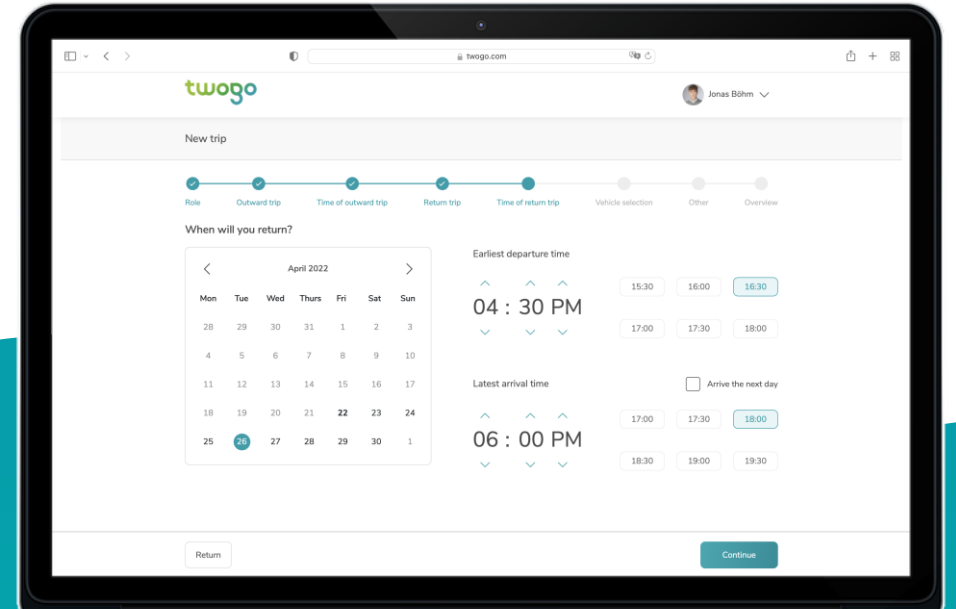 twogo.com
twogo
Jonas Böhm
New trip
Role Outward trip Time of outward trip Return trip Time of return trip Vehicle selection Other Overview
When will you return?
April 2022
Mon Tue Wed Thurs Fri Sat Sun
28 29 30 31 1 2 3
4 5 6 7 8 9 10
11 12 13 14 15 16 17
18 19 20 21 22 23 24
25 26 27 28 29 30 1
Earliest departure time
04 : 30 PM
15:30 16:00 16:30
17:00 17:30 18:00
Latest arrival time
Arrive the next day
06 : 00 PM
17:00 17:30 18:00
18:30 19:00 19:30
Return
Continue